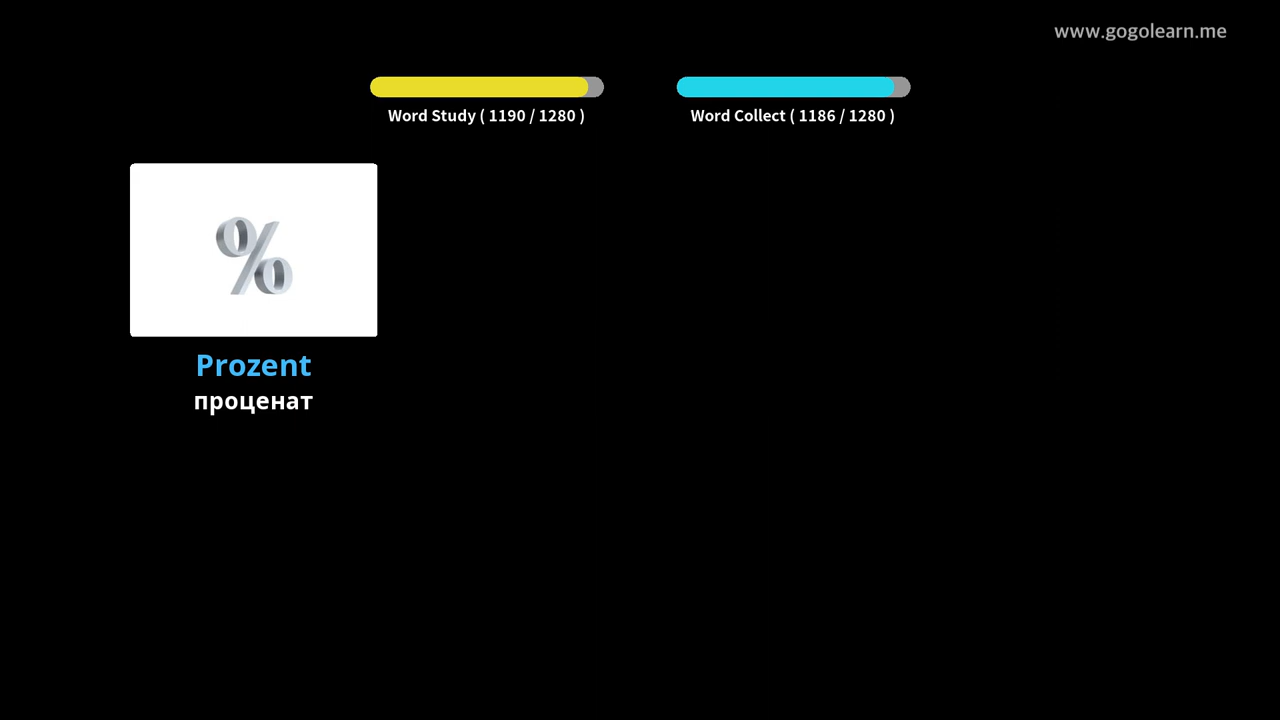 www.gogolearn.me
Word Study ( 1190 / 1280 )
Word Collect ( 1186 / 1280 )
%
Prozent
проценат